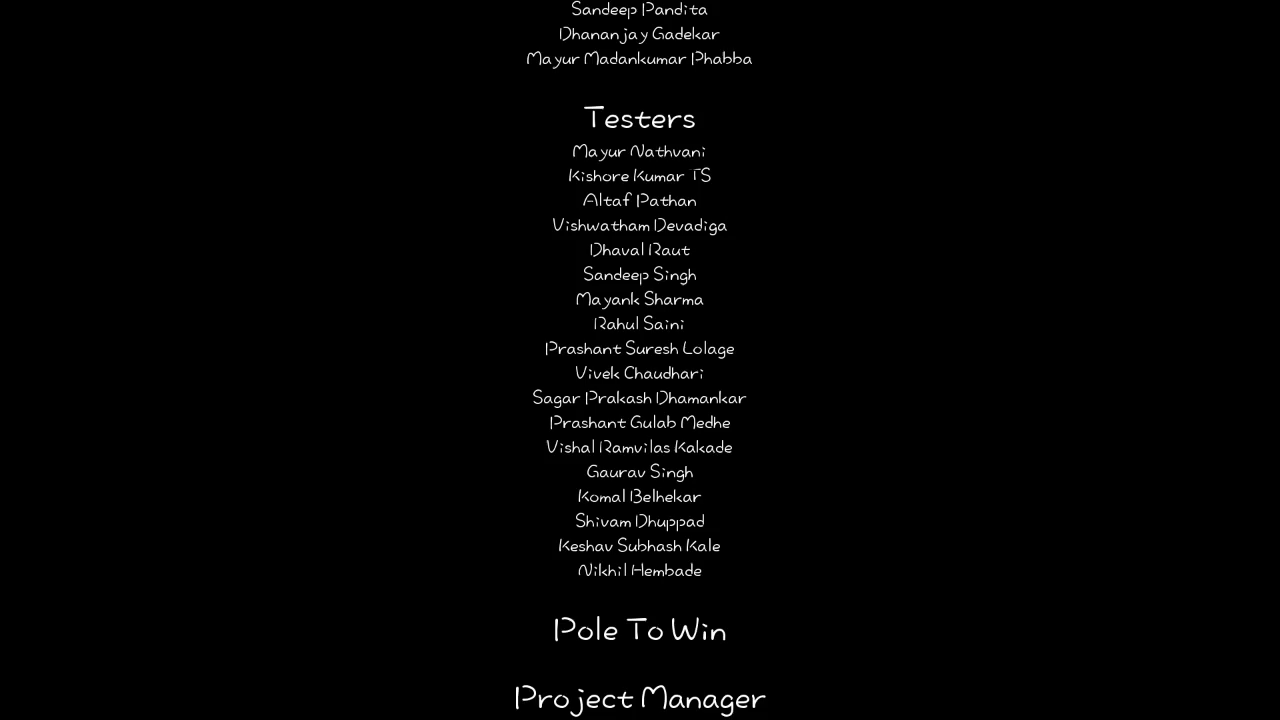 Sandeep Pandita
Dhananjay Gadekar
Mayur Madankumar Phabba
Testers
Mayur Nathvani
Kishore Kumar TS
Altaf Pathan
Vishwatham Devadiga
Dhaval Raut
Sandeep Singh
Mayank Sharma
Rahul Saini
Prashant Suresh Lolage
Vivek Chaudhari
Sagar Prakash Dhamankar
Prashant Gulab Medhe
Vishal Ramvilas Kakade
Gaurav Singh
Komal Belhekar
Shivam Dhuppad
Keshav Subhash Kale
Nikhil Hembade
Pole To Win
Project Manager